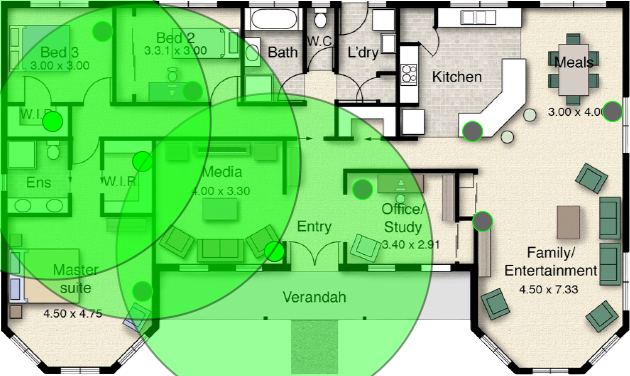 Bed 3
3.00 x 3.00
Bed 2
3.3.1 x 3.00
Bath
W.C
L'dry
Kitchen
Meals
3.00 x 4.00
W.I.R
Ens
W.I.R
Media
4.00 x 3.30
Entry
Office/
Study
3.40 x 2.91
Family/
Entertainment
4.50 x 7.33
Master
suite
4.50 x 4.75
Verandah